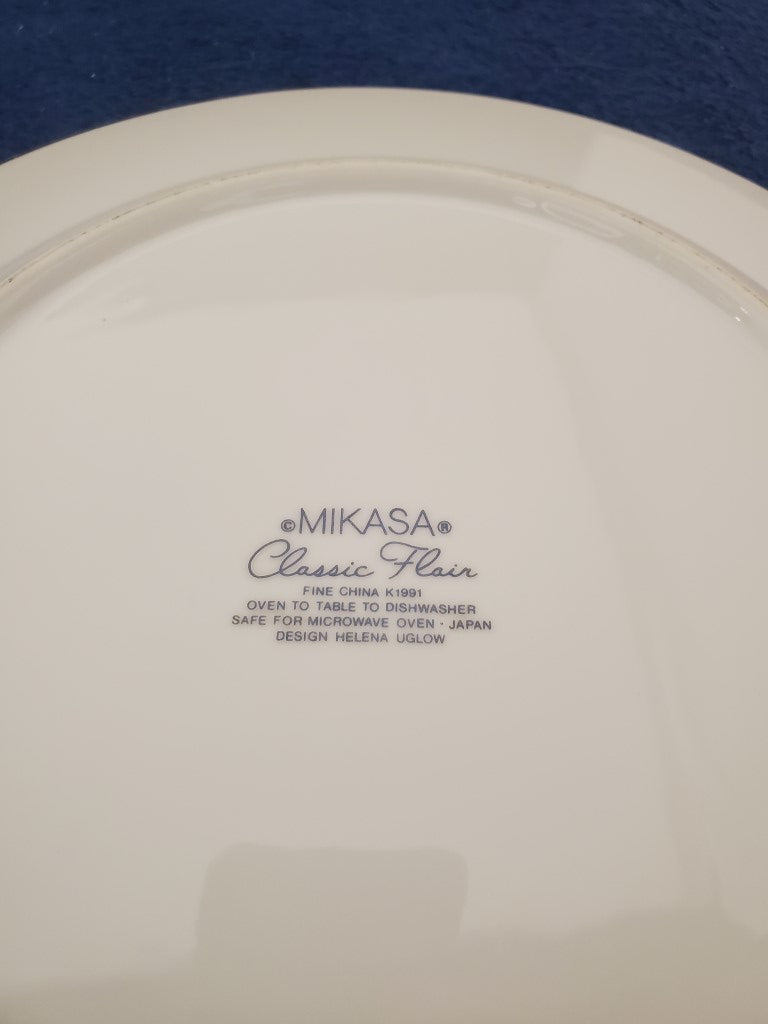 ©MIKASA®
Classic Flair
FINE CHINA K1991
OVEN TO TABLE TO DISHWASHER
SAFE FOR MICROWAVE OVEN · JAPAN
DESIGN HELENA UGLOW